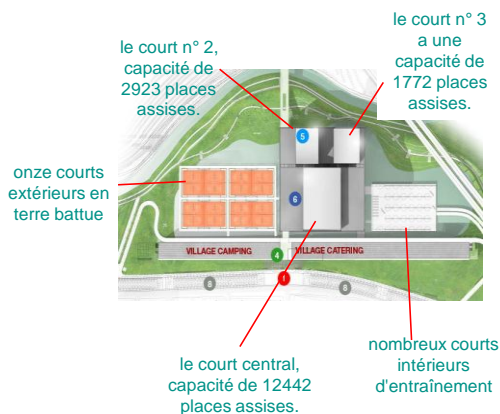 le court n° 2,
capacité de
2923 places
assises.
le court n° 3
a une
capacité de
1772 places
assises.
onze courts
extérieurs en
terre battue
5
6
VILLAGE CAMPING
VILLAGE CATERING
4
8
8
le court central,
capacité de 12442
places assises.
nombreux courts
intérieurs
d'entraînement